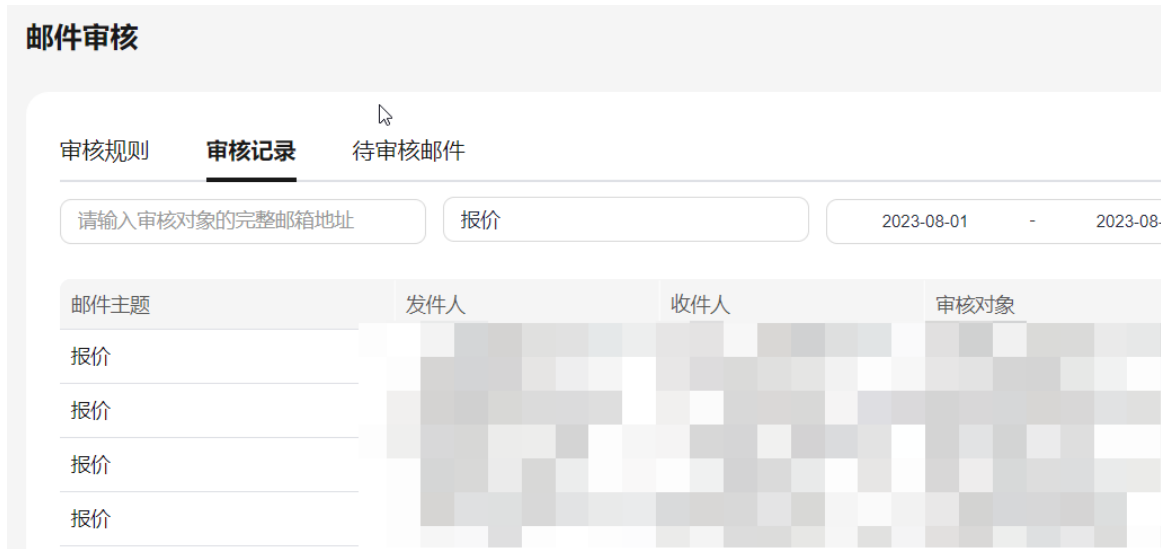 邮件审核
审核规则 审核记录 待审核邮件
请输入审核对象的完整邮箱地址 报价 2023-08-01 - 2023-08-
邮件主题 发件人 收件人 审核对象
报价
报价
报价
报价